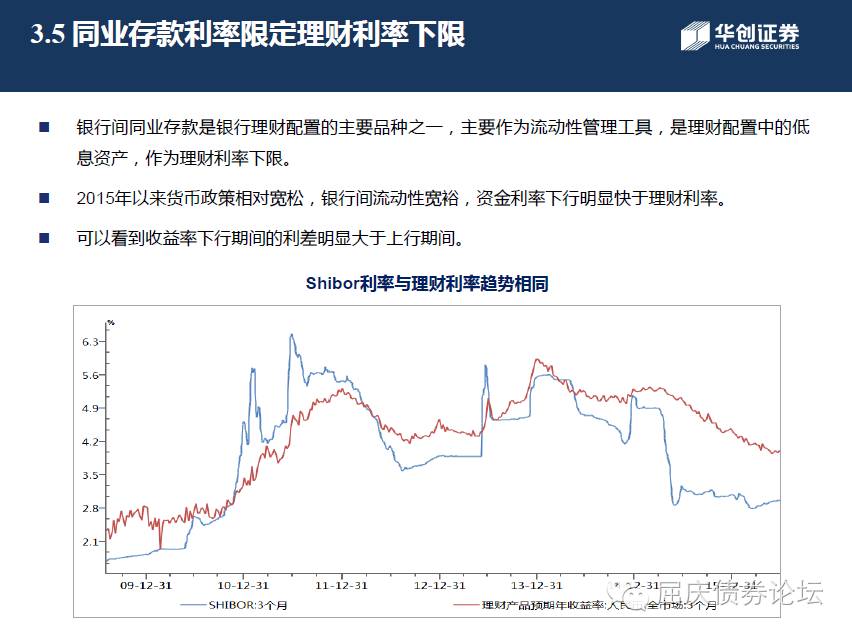 3.5 同业存款利率限定理财利率下限
华创证券
HUA CHUANG SECURITIES
银行间同业存款是银行理财配置的主要品种之一，主要作为流动性管理工具，是理财配置中的低
息资产，作为理财利率下限。
2015年以来货币政策相对宽松，银行间流动性宽裕，资金利率下行明显快于理财利率。
可以看到收益率下行期间的利差明显大于上行期间。
Shibor利率与理财利率趋势相同
%
6.3
5.6
4.9
4.2
3.5
2.8
2.1
09-12-31 10-12-31 11-12-31 12-12-31 13-12-31 12-31 15-12-31
SHIBOR:3个月 理财产品预期年收益率:人民 全市场:3个月
屈庆债券论坛